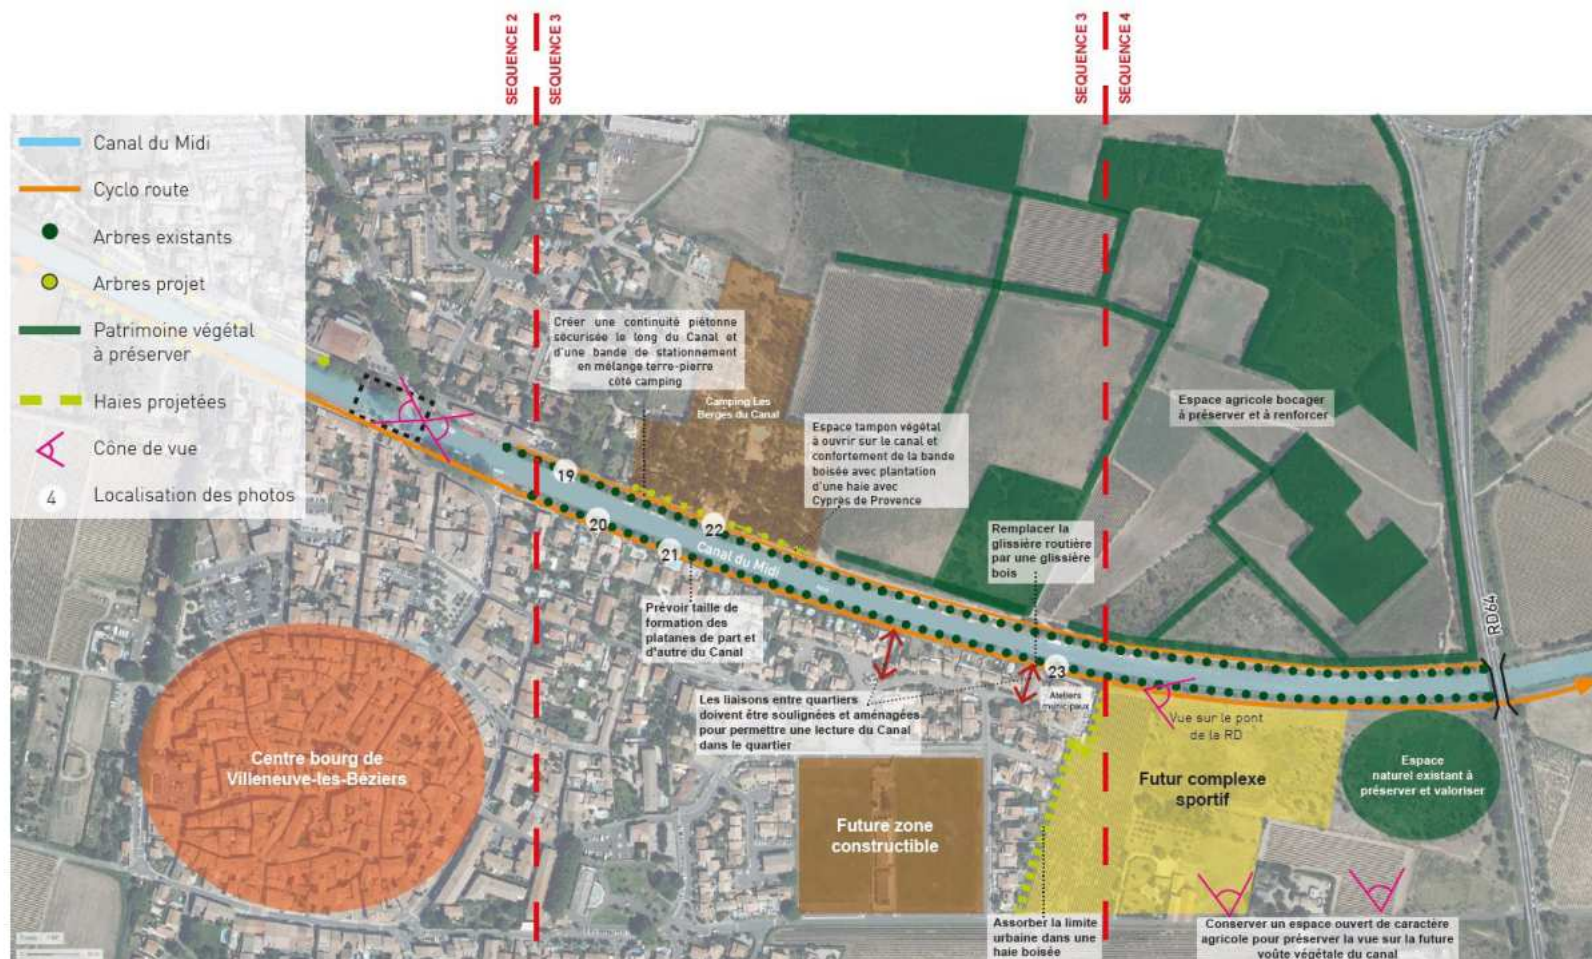 SEQUENCE 2
SEQUENCE 3
SEQUENCE 3
SEQUENCE 4
Canal du Midi
Cyclo route
Arbres existants
Arbres projet
Patrimoine végétal
à préserver
Haies projetées
Cône de vue
4 Localisation des photos
Créer une continuité piétonne
sécurisée le long du Canal et
d'une bande de stationnement
en mélange terre-pierre
côté camping
Camping Les
Berges du Canal
Espace tampon végétal
à ouvrir sur le canal et
confortement de la bande
boisée avec plantation
d'une haie avec
Cyprès de Provence
Espace agricole bocager
à préserver et à renforcer
Remplacer la
glissière routière
par une glissière
bois
19
20
21
22
23
Canal du Midi
Prévoir taille de
formation des
platanes de part et
d'autre du Canal
RD64
Les liaisons entre quartiers
doivent être soulignées et aménagées
pour permettre une lecture du Canal
dans le quartier
Ateliers
municipaux
Vue sur le pont
de la RD
Centre bourg de
Villeneuve-les-Béziers
Futur complexe
sportif
Espace
naturel existant à
préserver et valoriser
Future zone
constructible
Assorber la limite
urbaine dans une
haie boisée
Conserver un espace ouvert de caractère
agricole pour préserver la vue sur la future
voûte végétale du canal